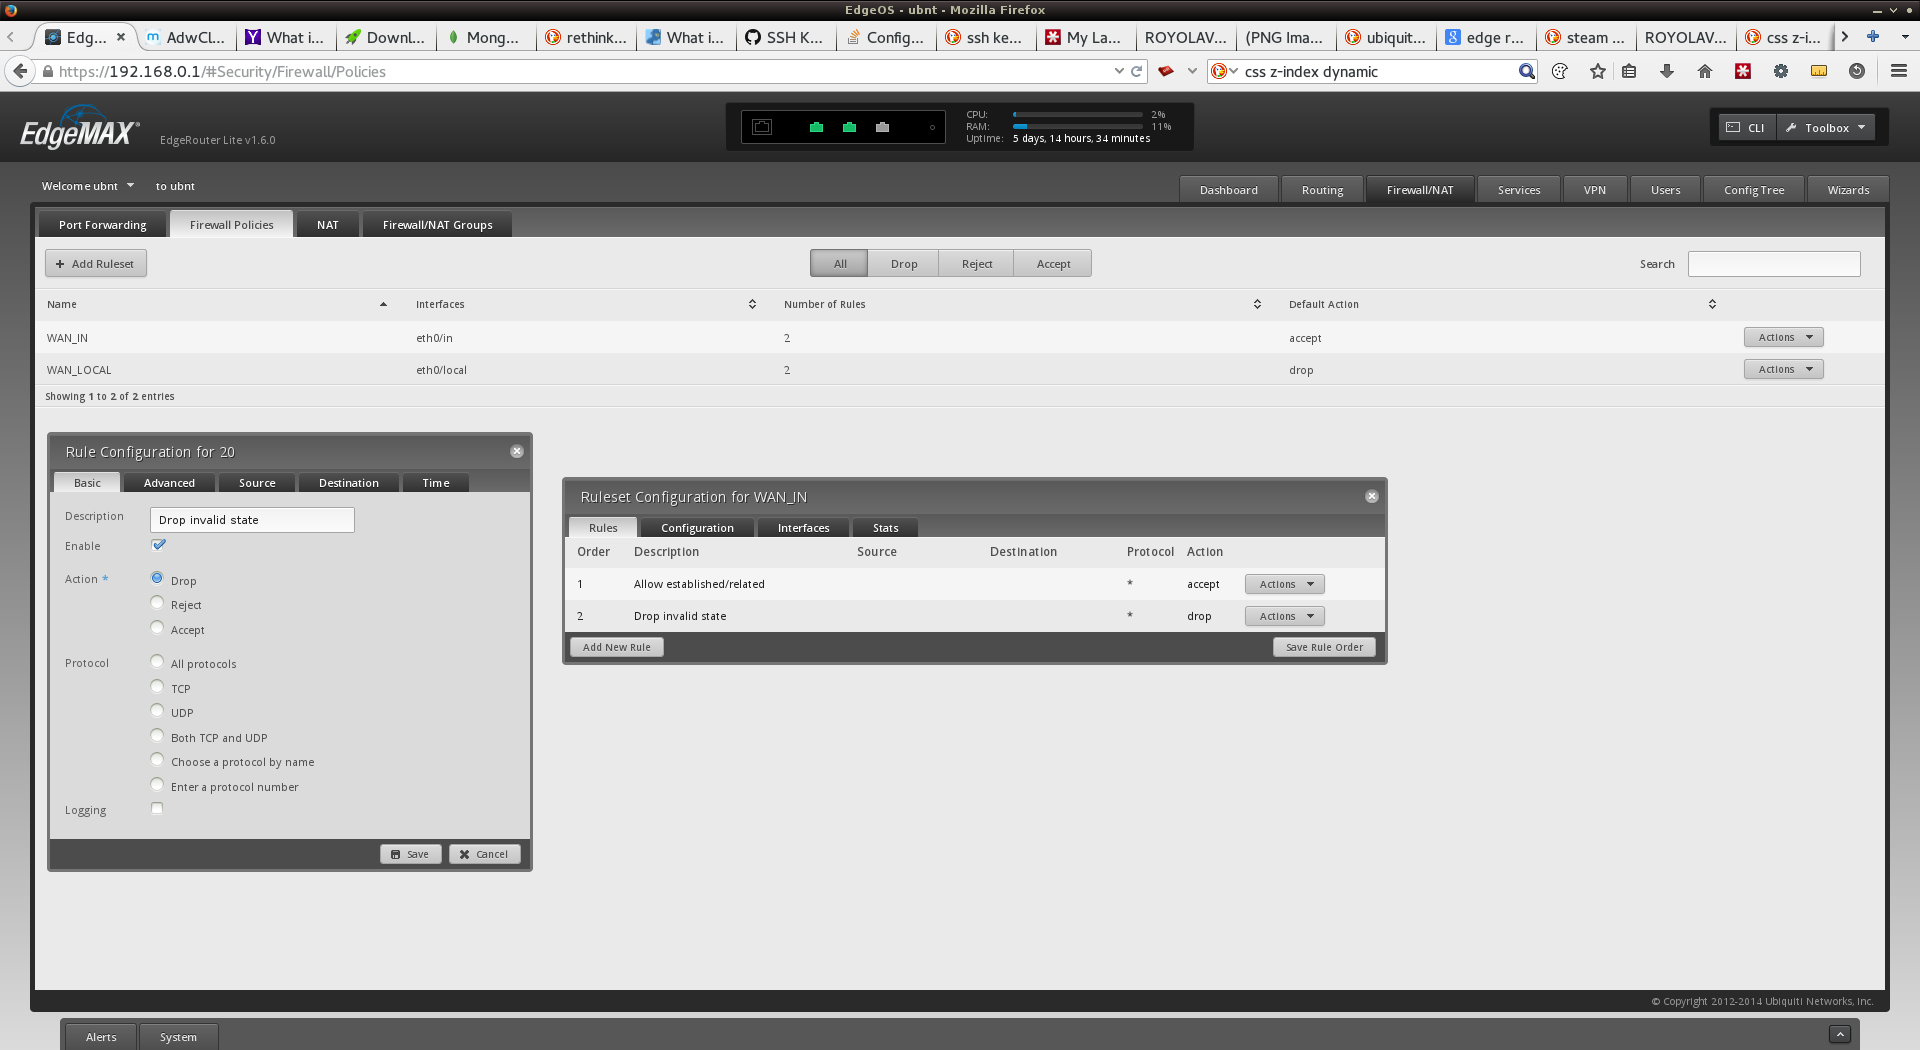 EdgeOS - ubnt - Mozilla Firefox
Edg... AdwCl... What i... Downl... Mong... rethink... What i... SSH K... Config... ssh ke... My La... ROYOLAV... (PNG Ima... ubiquit... edge r... steam ... ROYOLAV... css z-i...
https://192.168.0.1/#Security/Firewall/Policies css z-index dynamic
EdgeMAX EdgeRouter Lite v1.6.0
CPU: 2%
RAM: 11%
Uptime: 5 days, 14 hours, 34 minutes
CLI Toolbox
Welcome ubnt to ubnt
Dashboard Routing Firewall/NAT Services VPN Users Config Tree Wizards
Port Forwarding Firewall Policies NAT Firewall/NAT Groups
+ Add Ruleset All Drop Reject Accept Search
Name Interfaces Number of Rules Default Action
WAN_IN eth0/in 2 accept Actions
WAN_LOCAL eth0/local 2 drop Actions
Showing 1 to 2 of 2 entries
Rule Configuration for 20
Basic Advanced Source Destination Time
Description Drop invalid state
Enable
Action * Drop
Reject
Accept
Protocol All protocols
TCP
UDP
Both TCP and UDP
Choose a protocol by name
Enter a protocol number
Logging
Save Cancel
Ruleset Configuration for WAN_IN
Rules Configuration Interfaces Stats
Order Description Source Destination Protocol Action
1 Allow established/related * accept Actions
2 Drop invalid state * drop Actions
Add New Rule Save Rule Order
© Copyright 2012-2014 Ubiquiti Networks, Inc.
Alerts System